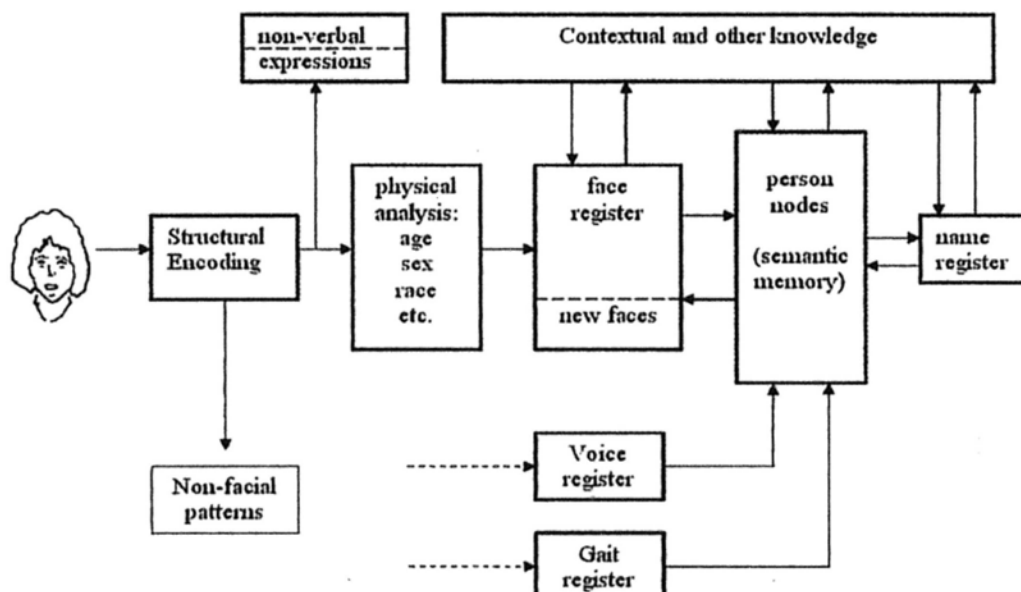 non-verbal
expressions
Contextual and other knowledge
Structural
Encoding
physical
analysis:
age
sex
race
etc.
face
register
new faces
person
nodes
(semantic
memory)
name
register
Non-facial
patterns
Voice
register
Gait
register